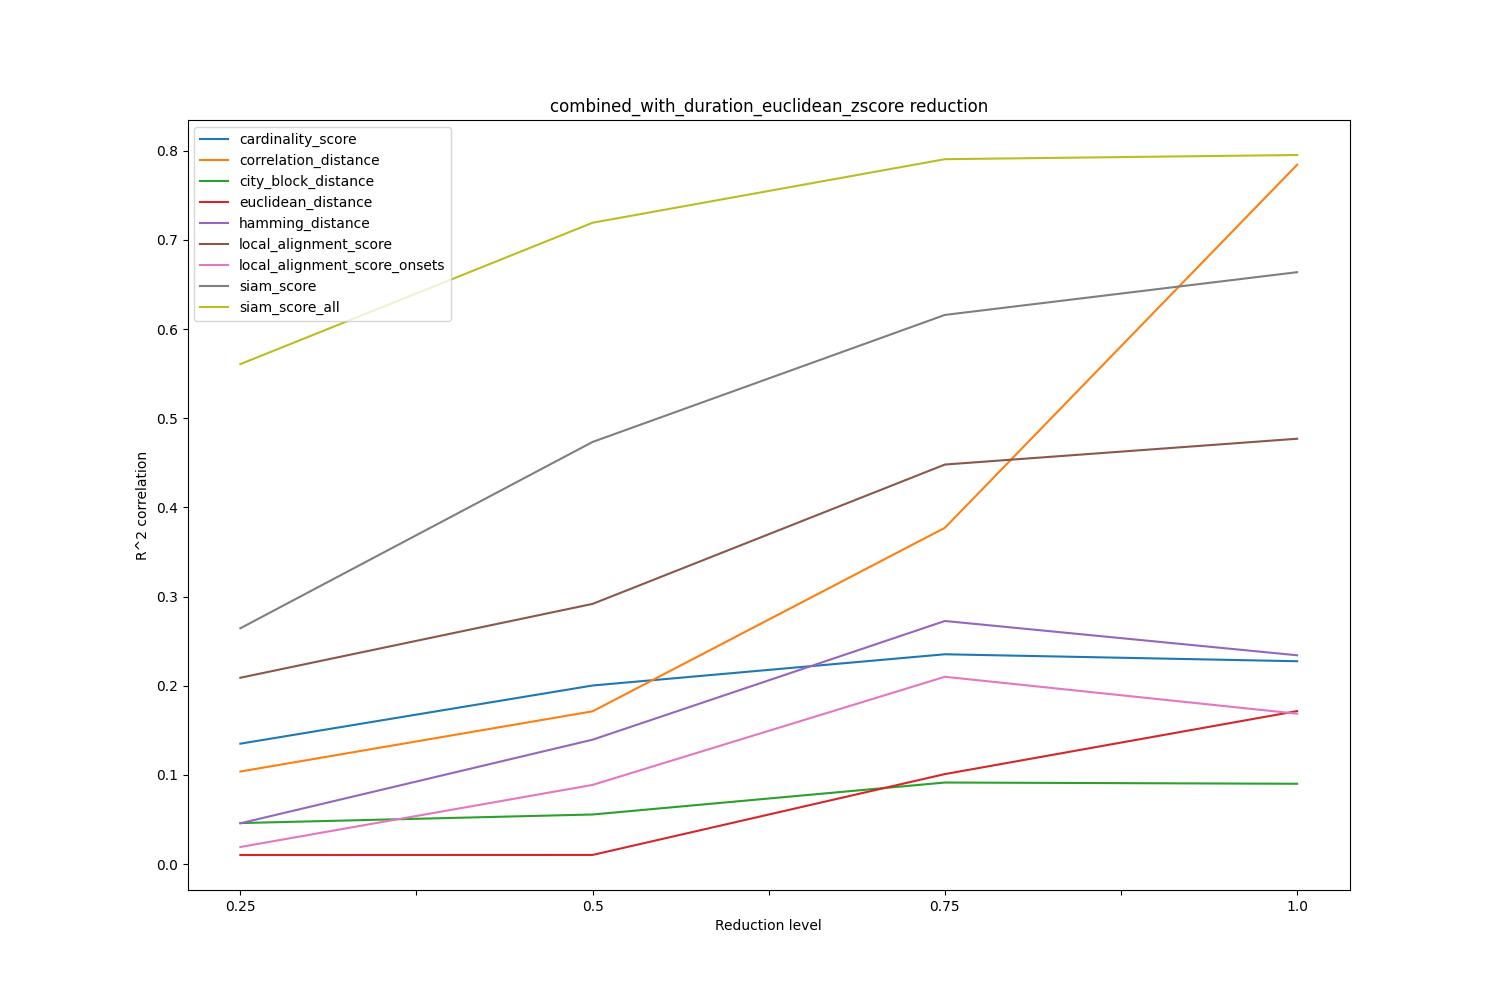 combined_with_duration_euclidean_zscore reduction
cardinality_score
correlation_distance
city_block_distance
euclidean_distance
hamming_distance
local_alignment_score
local_alignment_score_onsets
siam_score
siam_score_all
0.8
0.7
0.6
0.5
0.4
0.3
0.2
0.1
0.0
R^2 correlation
0.25 0.5 0.75 1.0
Reduction level